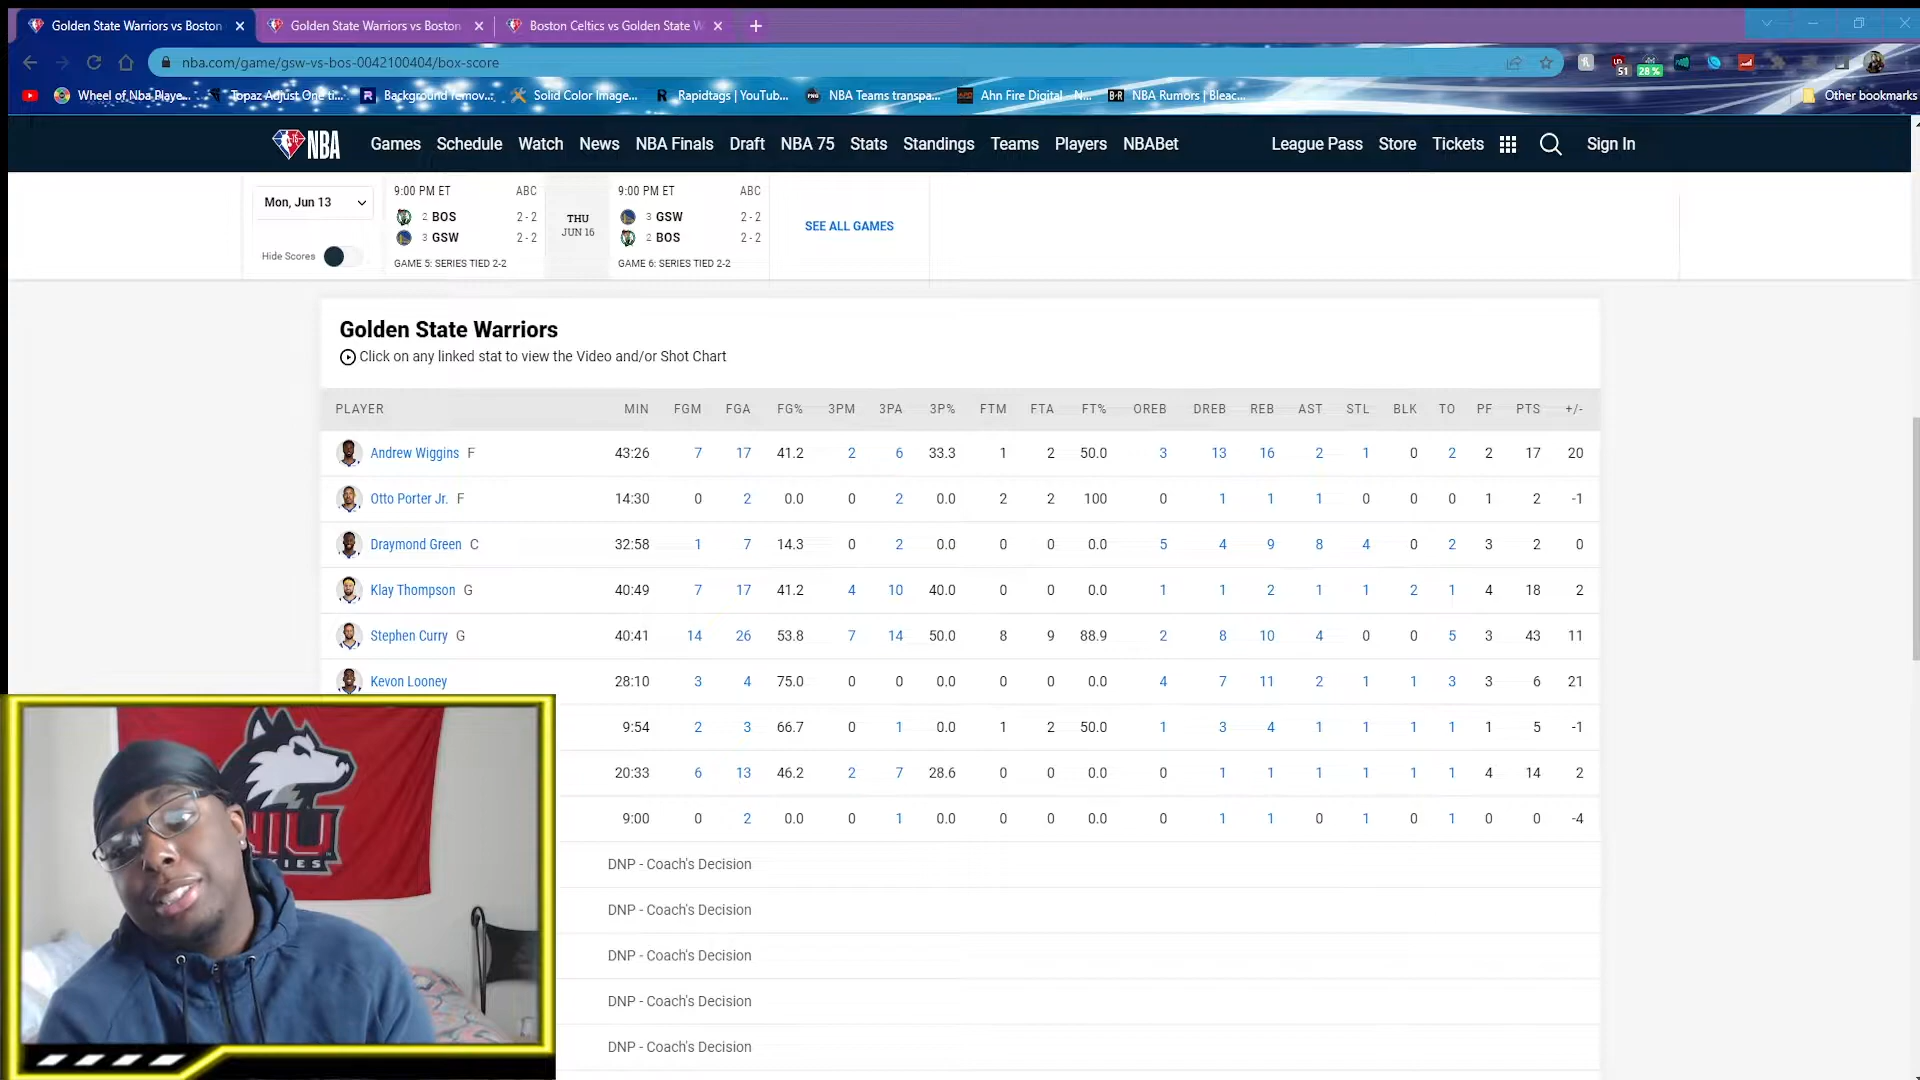 Golden State Warriors vs Boston
Golden State Warriors vs Boston
Boston Celtics vs Golden State W
nba.com/game/gsw-vs-bos-0042100404/box-score
51 28%
Wheel of Nba Playe... Topaz Adjust One ti... Background remov... Solid Color Image... Rapidtags | YouTub... NBA Teams transpa... Ahn Fire Digital - N... B/R NBA Rumors | Bleac... Other bookmarks
NBA Games Schedule Watch News NBA Finals Draft NBA 75 Stats Standings Teams Players NBABet League Pass Store Tickets Sign In
Mon, Jun 13
Hide Scores
9:00 PM ET ABC
2 BOS 2-2
3 GSW 2-2
GAME 5: SERIES TIED 2-2
THU
JUN 16
9:00 PM ET ABC
3 GSW 2-2
2 BOS 2-2
GAME 6: SERIES TIED 2-2
SEE ALL GAMES
Golden State Warriors
Click on any linked stat to view the Video and/or Shot Chart
PLAYER MIN FGM FGA FG% 3PM 3PA 3P% FTM FTA FT% OREB DREB REB AST STL BLK TO PF PTS +/-
Andrew Wiggins F 43:26 7 17 41.2 2 6 33.3 1 2 50.0 3 13 16 2 1 0 2 2 17 20
Otto Porter Jr. F 14:30 0 2 0.0 0 2 0.0 2 2 100 0 1 1 1 0 0 0 1 2 -1
Draymond Green C 32:58 1 7 14.3 0 2 0.0 0 0 0.0 5 4 9 8 4 0 2 3 2 0
Klay Thompson G 40:49 7 17 41.2 4 10 40.0 0 0 0.0 1 1 2 1 1 2 1 4 18 2
Stephen Curry G 40:41 14 26 53.8 7 14 50.0 8 9 88.9 2 8 10 4 0 0 5 3 43 11
Kevon Looney 28:10 3 4 75.0 0 0 0.0 0 0 0.0 4 7 11 2 1 1 3 3 6 21
9:54 2 3 66.7 0 1 0.0 1 2 50.0 1 3 4 1 1 1 1 1 5 -1
20:33 6 13 46.2 2 7 28.6 0 0 0.0 0 1 1 1 1 1 1 4 14 2
9:00 0 2 0.0 0 1 0.0 0 0 0.0 0 1 1 0 1 0 1 0 0 -4
DNP - Coach's Decision
DNP - Coach's Decision
DNP - Coach's Decision
DNP - Coach's Decision
DNP - Coach's Decision